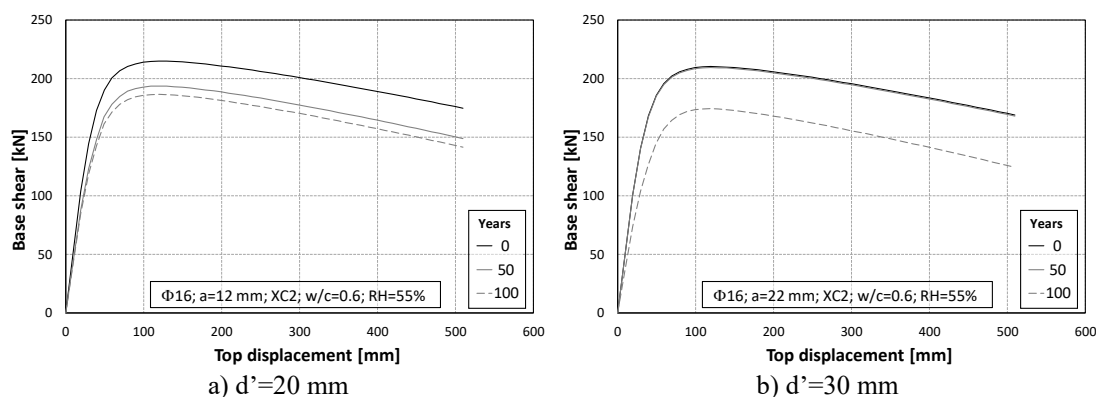 250
200
150
100
50
0
Base shear [kN]
Years
0
50
100
Φ16; a=12 mm; XC2; w/c=0.6; RH=55%
0 100 200 300 400 500 600
Top displacement [mm]
a) d’=20 mm
250
200
150
100
50
0
Base shear [kN]
Years
0
50
100
Φ16; a=22 mm; XC2; w/c=0.6; RH=55%
0 100 200 300 400 500 600
Top displacement [mm]
b) d’=30 mm